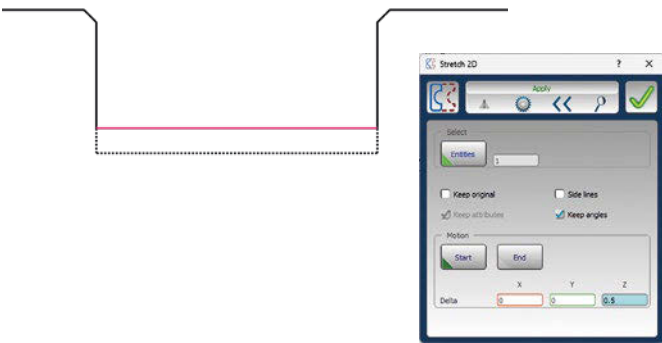 Stretch 2D ? X
Apply
Select
Entities 1
Keep original Side lines
Keep attributes Keep angles
Motion
Start End
X Y Z
Delta 0 0 0.5